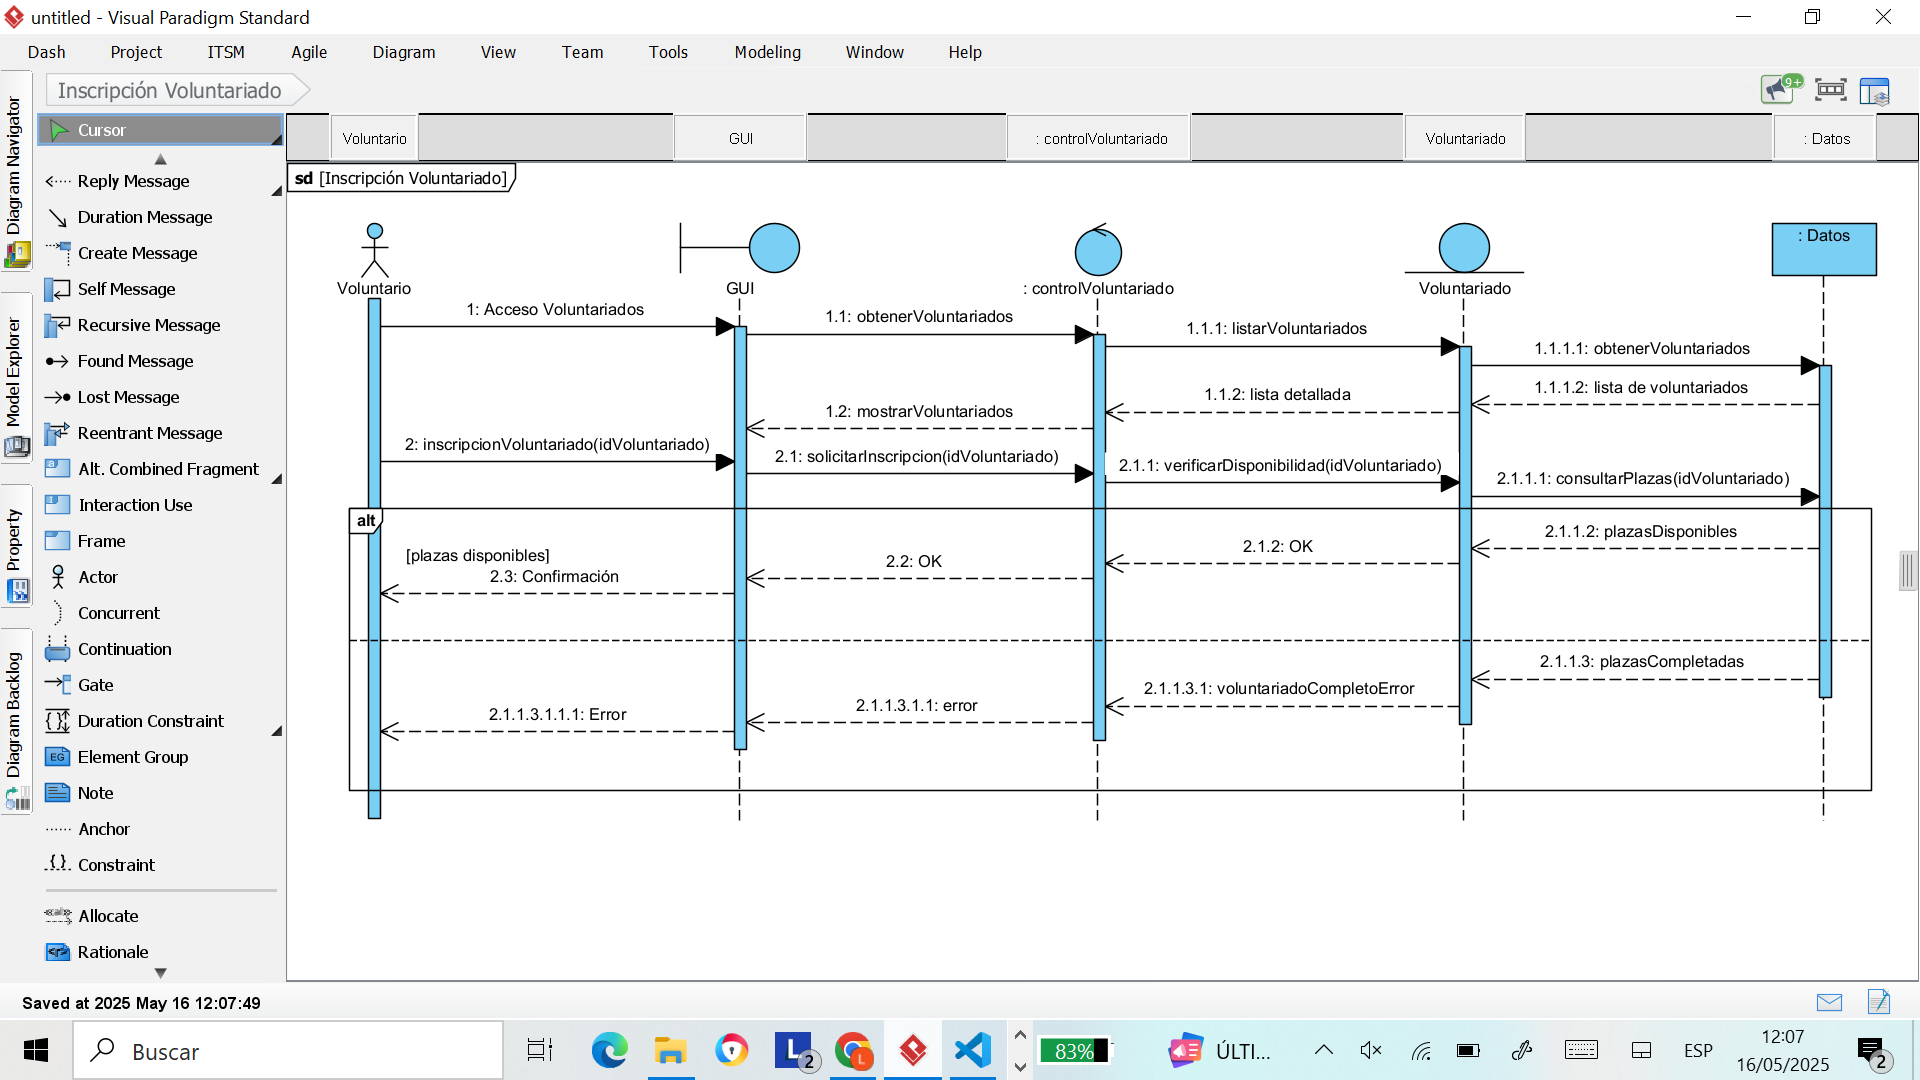 untitled - Visual Paradigm Standard
Dash Project ITSM Agile Diagram View Team Tools Modeling Window Help
Inscripción Voluntariado
9+
Diagram Navigator
Model Explorer
Property
Diagram Backlog
Cursor
Reply Message
Duration Message
Create Message
Self Message
Recursive Message
Found Message
Lost Message
Reentrant Message
Alt. Combined Fragment
Interaction Use
Frame
Actor
Concurrent
Continuation
Gate
Duration Constraint
EG Element Group
Note
Anchor
Constraint
Allocate
Rationale
Voluntario GUI : controlVoluntariado Voluntariado : Datos
sd [Inscripción Voluntariado]
: Datos
Voluntario GUI : controlVoluntariado Voluntariado
1: Acceso Voluntariados
1.1: obtenerVoluntariados
1.1.1: listarVoluntariados
1.1.1.1: obtenerVoluntariados
1.1.1.2: lista de voluntariados
1.1.2: lista detallada
1.2: mostrarVoluntariados
2: inscripcionVoluntariado(idVoluntariado)
2.1: solicitarInscripcion(idVoluntariado)
2.1.1: verificarDisponibilidad(idVoluntariado)
2.1.1.1: consultarPlazas(idVoluntariado)
alt
2.1.1.2: plazasDisponibles
2.1.2: OK
[plazas disponibles]
2.2: OK
2.3: Confirmación
2.1.1.3: plazasCompletadas
2.1.1.3.1: voluntariadoCompletoError
2.1.1.3.1.1: error
2.1.1.3.1.1.1: Error
Saved at 2025 May 16 12:07:49
Buscar
L 2
L
83%
ÚLTI...
ESP
12:07
16/05/2025
2